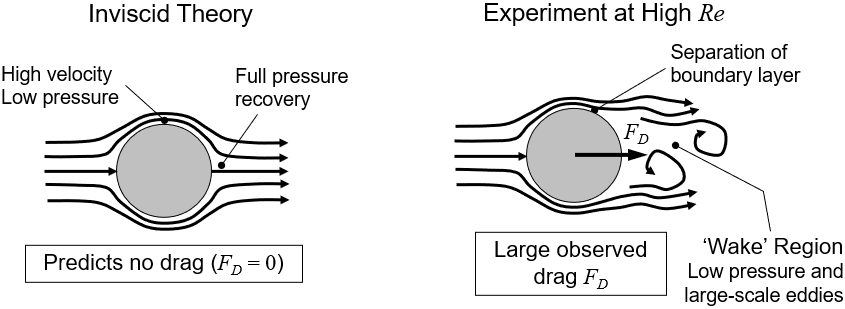 Inviscid Theory
High velocity
Low pressure
Full pressure
recovery
Predicts no drag (F_D = 0)
Experiment at High Re
Separation of
boundary layer
F_D
Large observed
drag F_D
‘Wake’ Region
Low pressure and
large-scale eddies